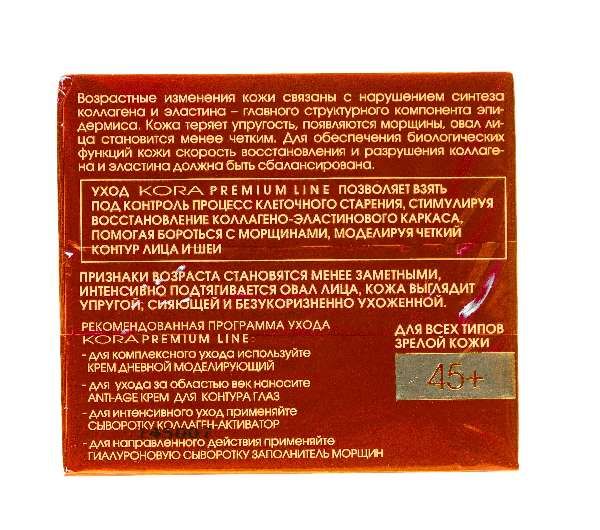 Возрастные изменения кожи связаны с нарушением синтеза
коллагена и эластина – главного структурного компонента эпи-
дермиса. Кожа теряет упругость, появляются морщины, овал ли-
ца становится менее четким. Для обеспечения биологических
функций кожи скорость восстановления и разрушения коллаге-
на и эластина должна быть сбалансирована.
УХОД KORA PREMIUM LINE ПОЗВОЛЯЕТ ВЗЯТЬ
ПОД КОНТРОЛЬ ПРОЦЕСС КЛЕТОЧНОГО СТАРЕНИЯ, СТИМУЛИРУЯ
ВОССТАНОВЛЕНИЕ КОЛЛАГЕНО-ЭЛАСТИНОВОГО КАРКАСА,
ПОМОГАЯ БОРОТЬСЯ С МОРЩИНАМИ, МОДЕЛИРУЯ ЧЕТКИЙ
КОНТУР ЛИЦА И ШЕИ
ПРИЗНАКИ ВОЗРАСТА СТАНОВЯТСЯ МЕНЕЕ ЗАМЕТНЫМИ,
ИНТЕНСИВНО ПОДТЯГИВАЕТСЯ ОВАЛ ЛИЦА, КОЖА ВЫГЛЯДИТ
УПРУГОЙ, СИЯЮЩЕЙ И БЕЗУКОРИЗНЕННО УХОЖЕННОЙ.
РЕКОМЕНДОВАННАЯ ПРОГРАММА УХОДА
KORA PREMIUM LINE:
- для комплексного ухода используйте
КРЕМ ДНЕВНОЙ МОДЕЛИРУЮЩИЙ
- для ухода за областью век наносите
ANTI-AGE КРЕМ ДЛЯ КОНТУРА ГЛАЗ
- для интенсивного уход применяйте
СЫВОРОТКУ КОЛЛАГЕН-АКТИВАТОР
- для направленного действия применяйте
ГИАЛУРОНОВУЮ СЫВОРОТКУ ЗАПОЛНИТЕЛЬ МОРЩИН
ДЛЯ ВСЕХ ТИПОВ
ЗРЕЛОЙ КОЖИ
45+